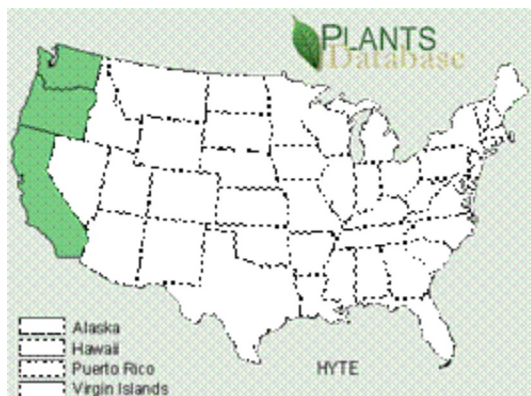 PLANTS
Database
Alaska
Hawaii
Puerto Rico
Virgin Islands
HYTE